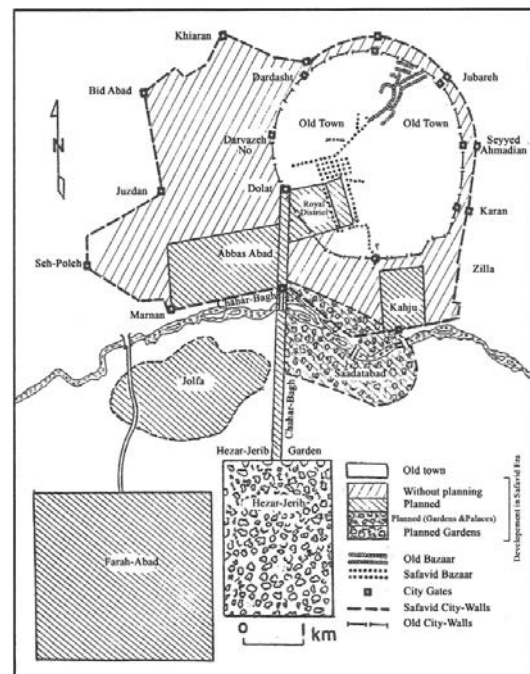 Khiaran
Dardasht
Jubareh
Bid Abad
Old Town
Old Town
Darvazeh
No
Seyyed
Ahmadian
N
Juzdan
Dolat
Royal
District
Karan
Abbas Abad
Seh-Poleh
Zilla
Marnan
Chahar-Bagh
Kahju
Saadatabad
Jolfa
Chahar-Bagh
Hezar-Jerib Garden
Hezar-Jerib
Farah-Abad
Old town
Without planning
Planned
Planned (Gardens &Palaces)
Planned Gardens
Developement in Safavid Era
Old Bazaar
Safavid Bazaar
City Gates
Safavid City-Walls
Old City-Walls
0 1
km